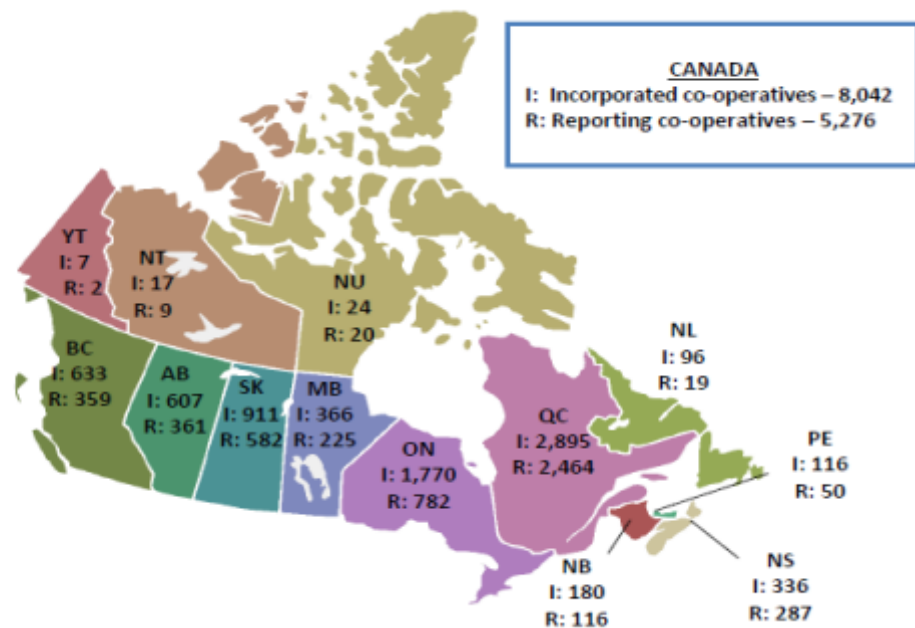 CANADA
I: Incorporated co-operatives – 8,042
R: Reporting co-operatives – 5,276
YT
I: 7
R: 2
NT
I: 17
R: 9
NU
I: 24
R: 20
BC
I: 633
R: 359
AB
I: 607
R: 361
SK
I: 911
R: 582
MB
I: 366
R: 225
ON
I: 1,770
R: 782
QC
I: 2,895
R: 2,464
NL
I: 96
R: 19
PE
I: 116
R: 50
NB
I: 180
R: 116
NS
I: 336
R: 287